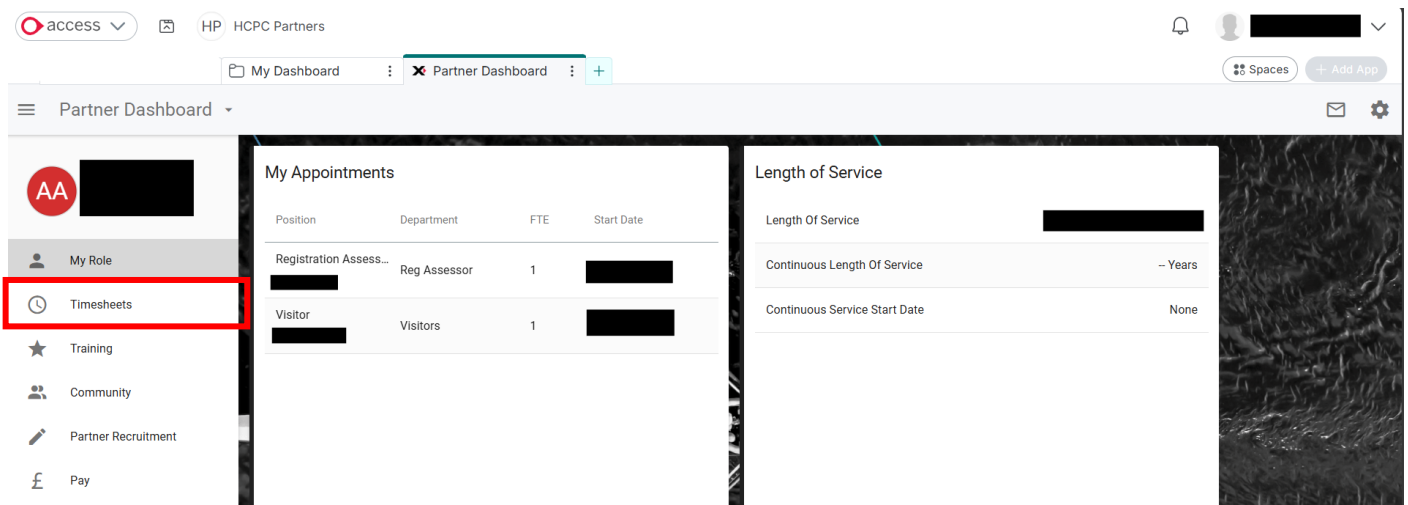 access
HP HCPC Partners
My Dashboard
Partner Dashboard
+
Spaces
+ Add App
Partner Dashboard
AA
My Role
Timesheets
Training
Community
Partner Recruitment
£ Pay
My Appointments
Position Department FTE Start Date
Registration Assess... Reg Assessor 1
Visitor Visitors 1
Length of Service
Length Of Service
Continuous Length Of Service -- Years
Continuous Service Start Date None